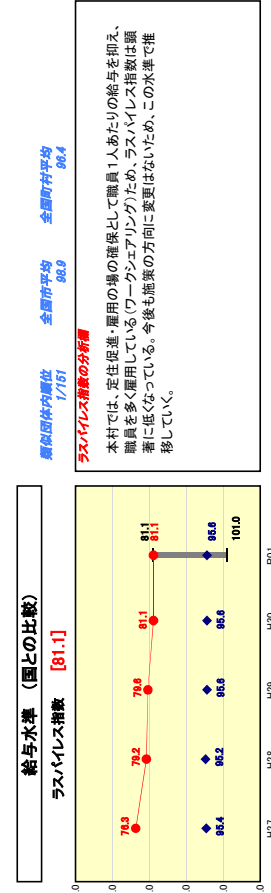 給与水準 （国との比較）
ラスパイレス指数 [81.1]
76.3
79.2
79.6
81.1
81.1
81.1
95.4
95.2
95.6
95.6
95.6
101.0
H27
H28
H29
H30
R01
類似団体内順位
1/151
全国市平均
98.9
全国町村平均
96.4
ラスパイレス指数の分析欄
本村では、定住促進・雇用の場の確保として職員１人あたりの給与を抑え、
職員を多く雇用している（ワークシェアリング）ため、ラスパイレス指数は顕
著に低くなっている。今後も施策の方向に変更はないため、この水準で推
移していく。